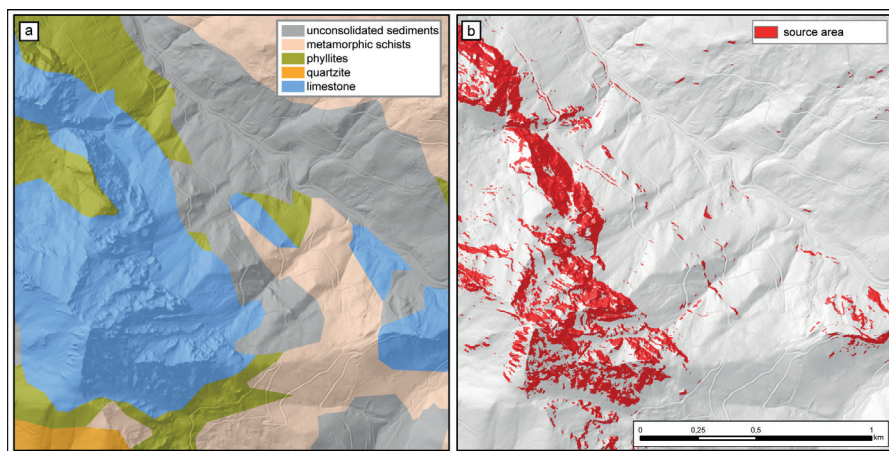 a
unconsolidated sediments
metamorphic schists
phyllites
quartzite
limestone
b
source area
0
0,25
0,5
1
km